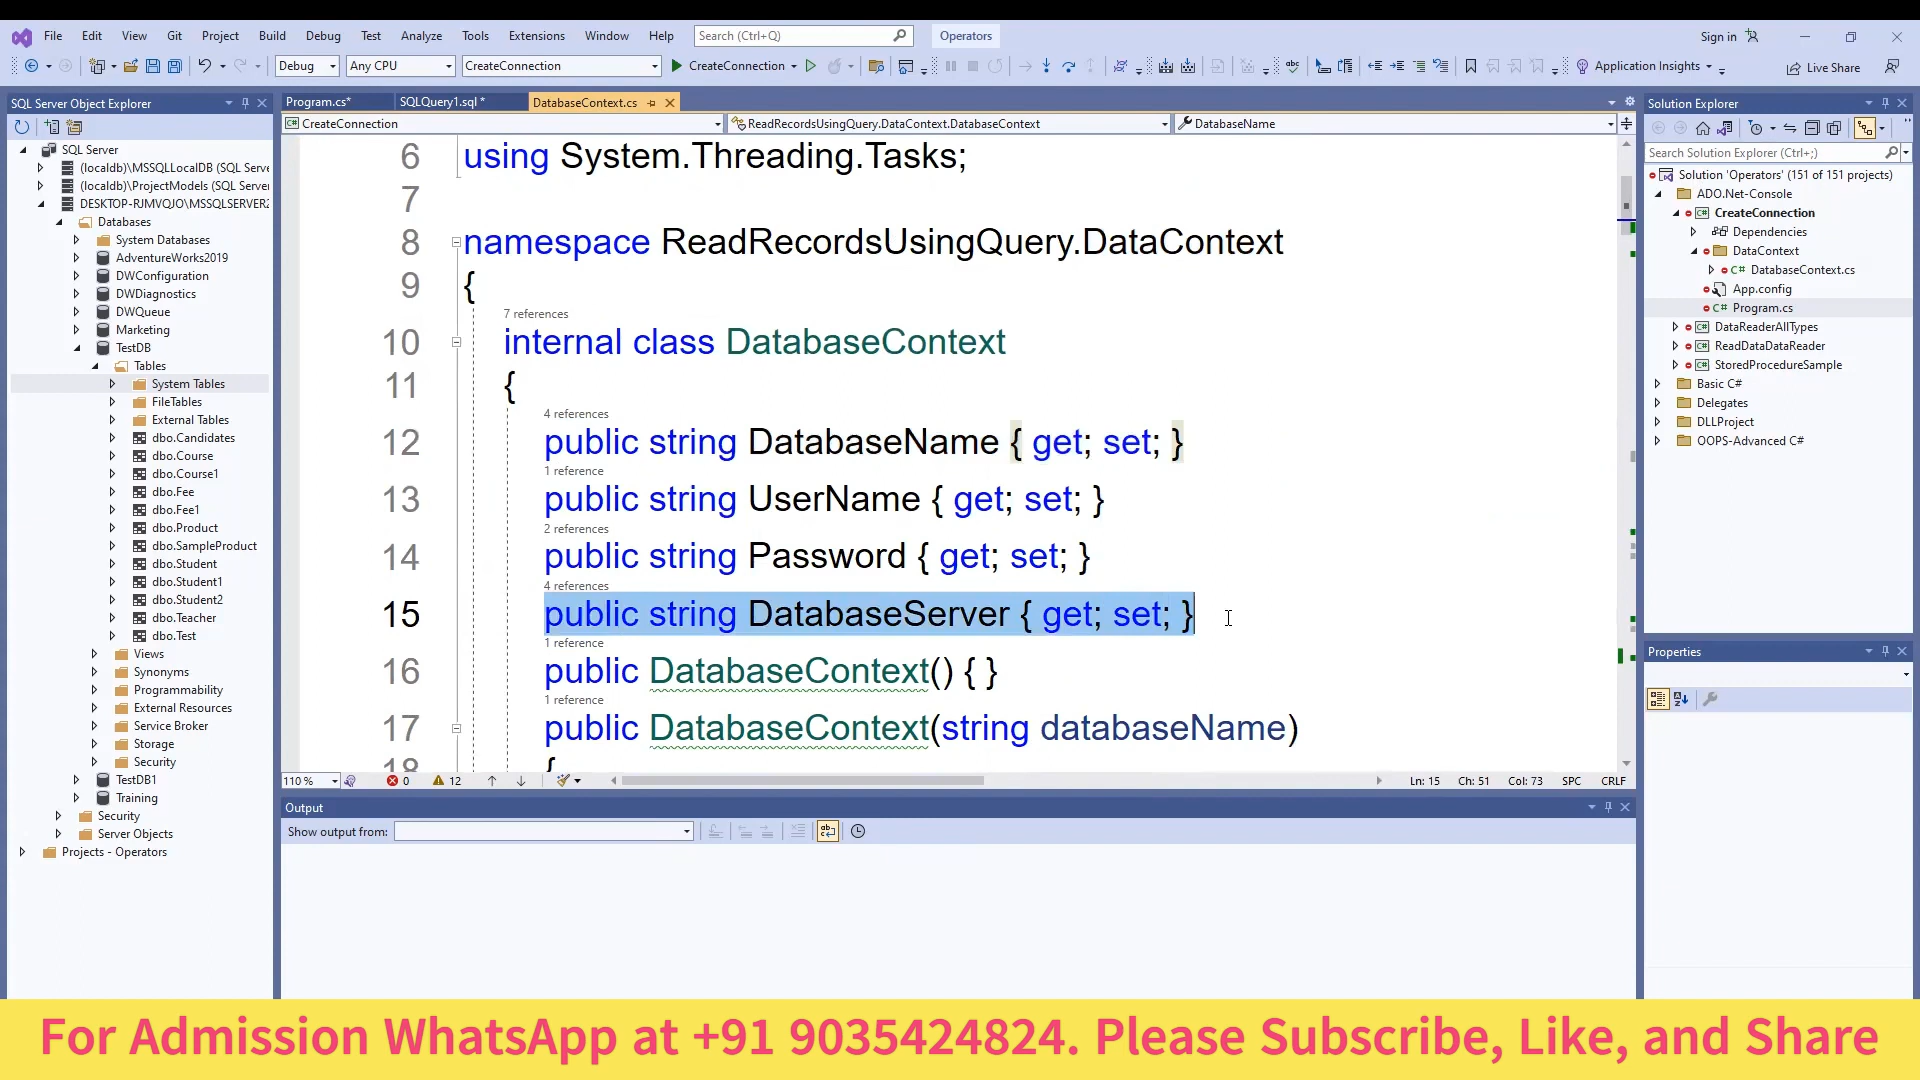 File Edit View Git Project Build Debug Test Analyze Tools Extensions Window Help Search (Ctrl+Q) Operators Sign in
Debug Any CPU CreateConnection CreateConnection Application Insights Live Share
SQL Server Object Explorer
SQL Server
(localdb)\MSSQLLocalDB (SQL Serve
(localdb)\ProjectModels (SQL Server
DESKTOP-RJMVQJO\MSSQLSERVER2
Databases
System Databases
AdventureWorks2019
DWConfiguration
DWDiagnostics
DWQueue
Marketing
TestDB
Tables
System Tables
FileTables
External Tables
dbo.Candidates
dbo.Course
dbo.Course1
dbo.Fee
dbo.Fee1
dbo.Product
dbo.SampleProduct
dbo.Student
dbo.Student1
dbo.Student2
dbo.Teacher
dbo.Test
Views
Synonyms
Programmability
External Resources
Service Broker
Storage
Security
TestDB1
Training
Security
Server Objects
Projects - Operators
Program.cs* SQLQuery1.sql * DatabaseContext.cs
CreateConnection ReadRecordsUsingQuery.DataContext.DatabaseContext DatabaseName
6 using System.Threading.Tasks;
7
8 namespace ReadRecordsUsingQuery.DataContext
9 {
7 references
10 internal class DatabaseContext
11 {
4 references
12 public string DatabaseName { get; set; }
1 reference
13 public string UserName { get; set; }
2 references
14 public string Password { get; set; }
4 references
15 public string DatabaseServer { get; set; }
1 reference
16 public DatabaseContext() { }
1 reference
17 public DatabaseContext(string databaseName)
18 {
110 % 0 12 Ln: 15 Ch: 51 Col: 73 SPC CRLF
Output
Show output from:
Solution Explorer
Search Solution Explorer (Ctrl+;)
Solution 'Operators' (151 of 151 projects)
ADO.Net-Console
CreateConnection
Dependencies
DataContext
DatabaseContext.cs
App.config
Program.cs
DataReaderAllTypes
ReadDataDataReader
StoredProcedureSample
Basic C#
Delegates
DLLProject
OOPS-Advanced C#
Properties
For Admission WhatsApp at +91 9035424824. Please Subscribe, Like, and Share